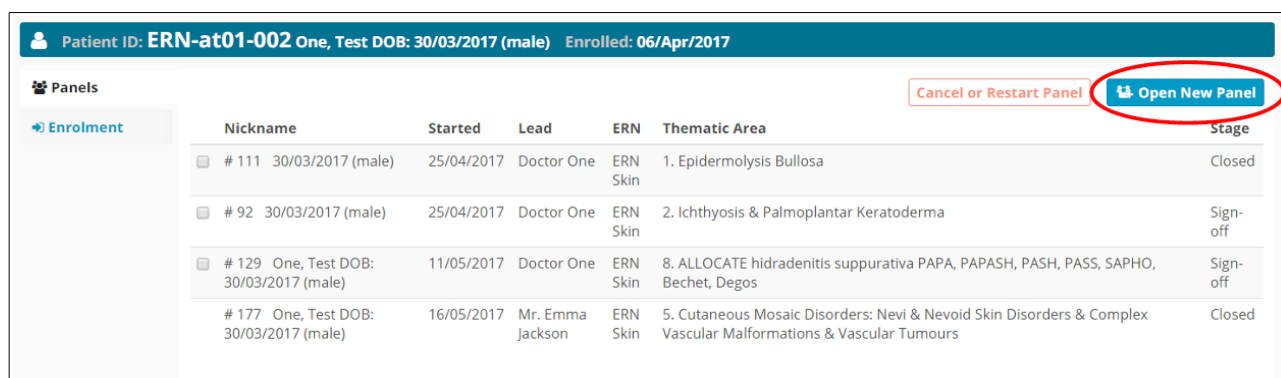 Patient ID: ERN-at01-002 One, Test DOB: 30/03/2017 (male) Enrolled: 06/Apr/2017
Panels
Cancel or Restart Panel Open New Panel
Enrolment
Nickname Started Lead ERN Thematic Area Stage
# 111 30/03/2017 (male) 25/04/2017 Doctor One ERN 1. Epidermolysis Bullosa Closed
Skin
# 92 30/03/2017 (male) 25/04/2017 Doctor One ERN 2. Ichthyosis & Palmoplantar Keratoderma Sign-
Skin off
# 129 One, Test DOB: 11/05/2017 Doctor One ERN 8. ALLOCATE hidradenitis suppurativa PAPA, PAPASH, PASH, PASS, SAPHO, Sign-
30/03/2017 (male) Skin Bechet, Degos off
# 177 One, Test DOB: 16/05/2017 Mr. Emma ERN 5. Cutaneous Mosaic Disorders: Nevi & Nevoid Skin Disorders & Complex Closed
30/03/2017 (male) Jackson Skin Vascular Malformations & Vascular Tumours